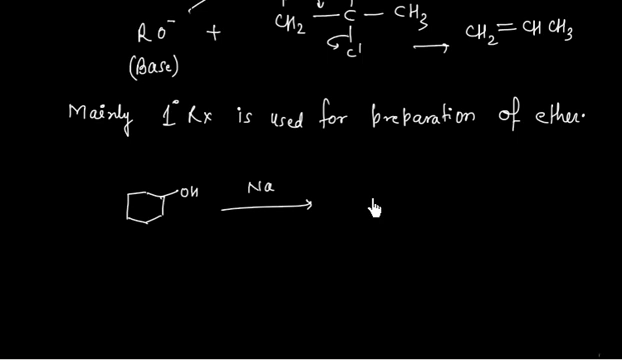 RO⁻ + CH₂ — C — CH₃ ⟶ CH₂ = CH CH₃
Cl
(Base)
Mainly 1° Rx is used for preparation of ether.
OH Na ⟶